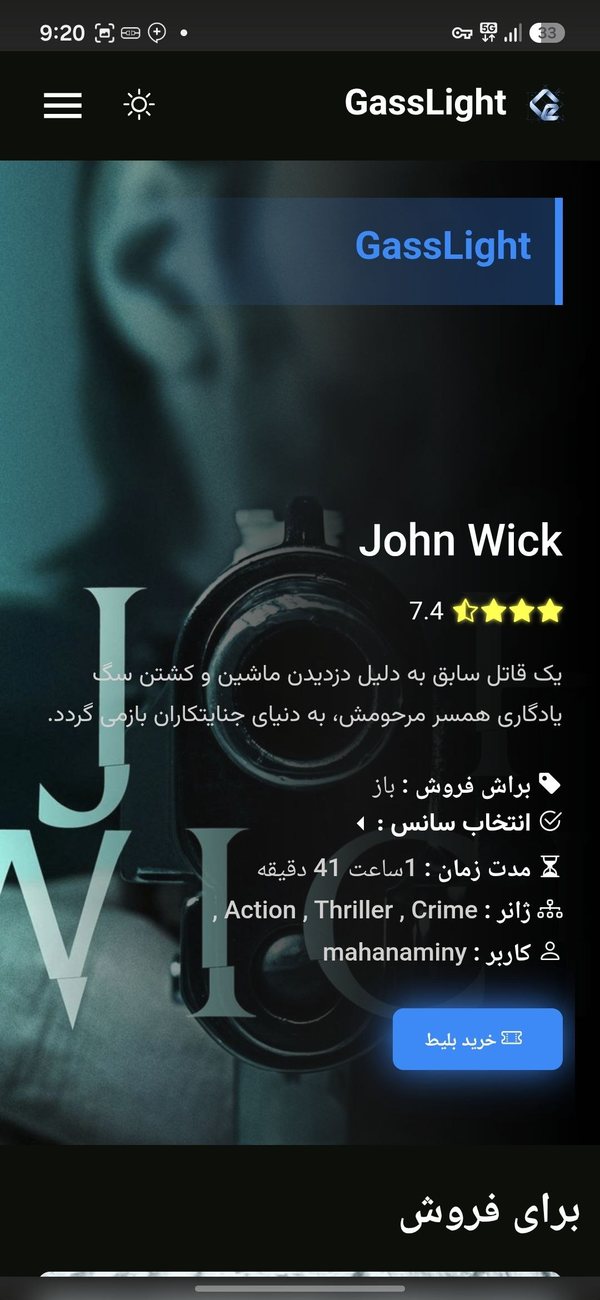 9:20
5G
33
GassLight
GassLight
John Wick
7.4
یک قاتل سابق به دلیل دزدیدن ماشین و کشتن سگ
یادگاری همسر مرحومش، به دنیای جنایتکاران بازمی گردد.
براش فروش : باز
انتخاب سانس :
مدت زمان : 1ساعت 41 دقیقه
ژانر : Action , Thriller , Crime ,
کاربر : mahanaminy
خرید بلیط
J
WIC
برای فروش